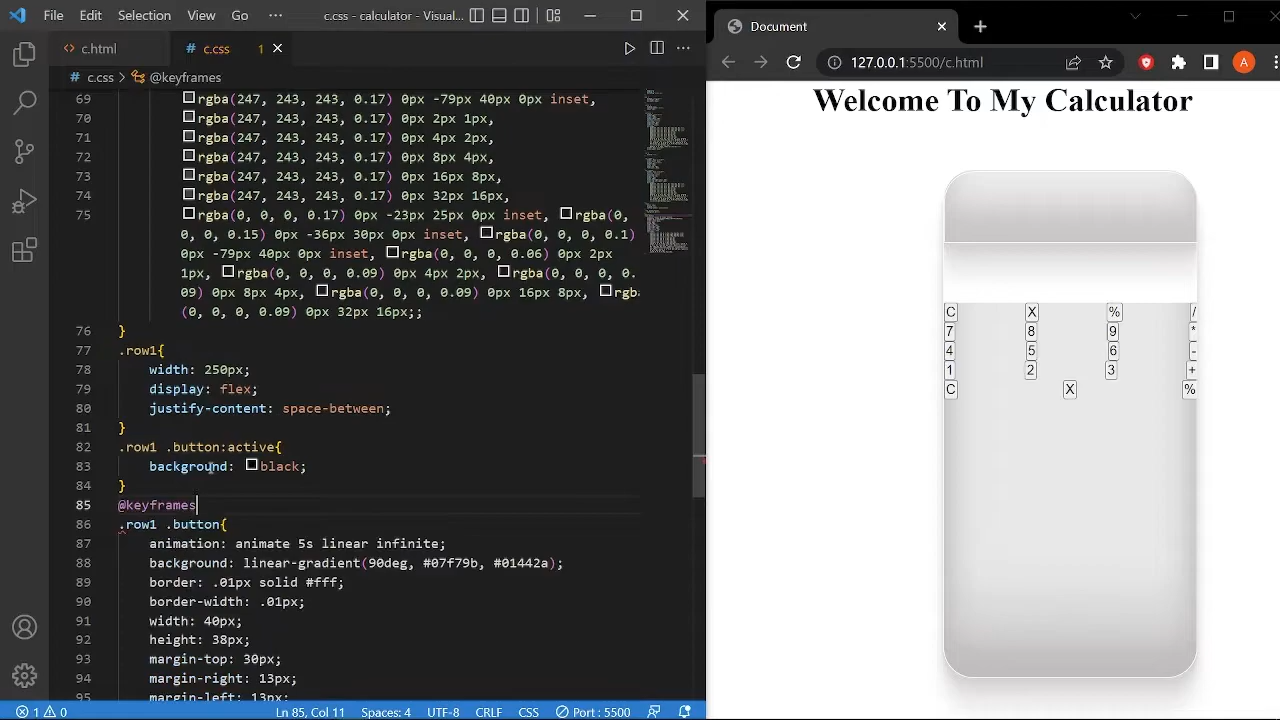 File Edit Selection View Go ··· c.css - calculator - Visual...
c.html c.css 1
c.css > @keyframes
69 rgba(247, 243, 243, 0.17) 0px -79px 40px 0px inset,
70 rgba(247, 243, 243, 0.17) 0px 2px 1px,
71 rgba(247, 243, 243, 0.17) 0px 4px 2px,
72 rgba(247, 243, 243, 0.17) 0px 8px 4px,
73 rgba(247, 243, 243, 0.17) 0px 16px 8px,
74 rgba(247, 243, 243, 0.17) 0px 32px 16px,
75 rgba(0, 0, 0, 0.17) 0px -23px 25px 0px inset, rgba(0,
0, 0, 0.15) 0px -36px 30px 0px inset, rgba(0, 0, 0, 0.1)
0px -79px 40px 0px inset, rgba(0, 0, 0, 0.06) 0px 2px
1px, rgba(0, 0, 0, 0.09) 0px 4px 2px, rgba(0, 0, 0, 0.
09) 0px 8px 4px, rgba(0, 0, 0, 0.09) 0px 16px 8px, rgba
(0, 0, 0, 0.09) 0px 32px 16px;;
76 }
77 .row1{
78 width: 250px;
79 display: flex;
80 justify-content: space-between;
81 }
82 .row1 .button:active{
83 background: black;
84 }
85 @keyframes
86 .row1 .button{
87 animation: animate 5s linear infinite;
88 background: linear-gradient(90deg, #07f79b, #01442a);
89 border: .01px solid #fff;
90 border-width: .01px;
91 width: 40px;
92 height: 38px;
93 margin-top: 30px;
94 margin-right: 13px;
95 margin-left: 13px;
1 0 Ln 85, Col 11 Spaces: 4 UTF-8 CRLF CSS Port : 5500
Document
127.0.0.1:5500/c.html A
Welcome To My Calculator
C X % /
7 8 9 *
4 5 6 -
1 2 3 +
C X %